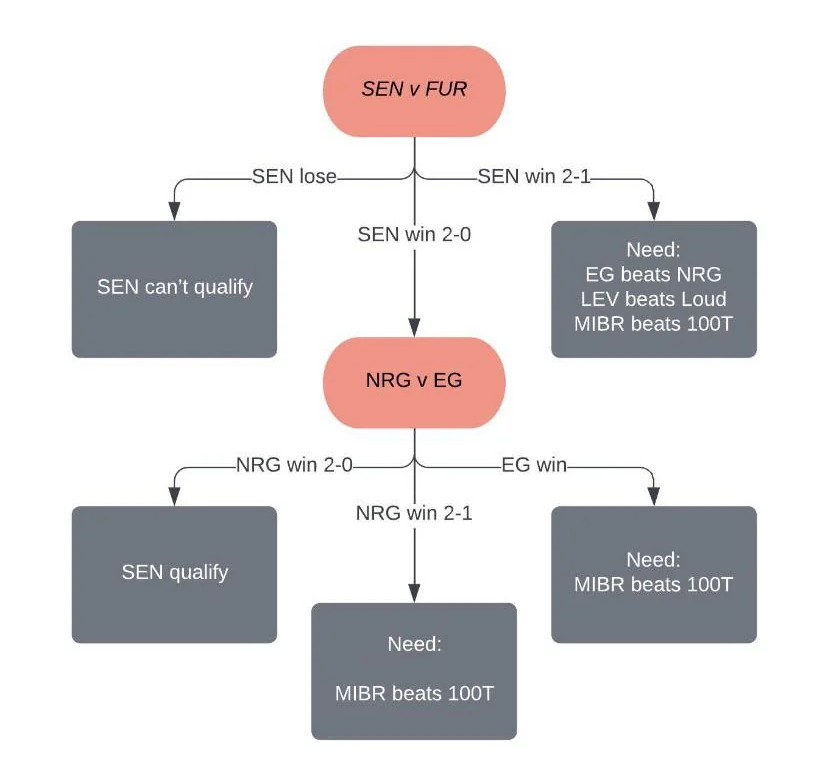 SEN v FUR
SEN lose
SEN win 2-1
SEN win 2-0
SEN can't qualify
Need:
EG beats NRG
LEV beats Loud
MIBR beats 100T
NRG v EG
NRG win 2-0
EG win
NRG win 2-1
SEN qualify
Need:
MIBR beats 100T
Need:
MIBR beats 100T